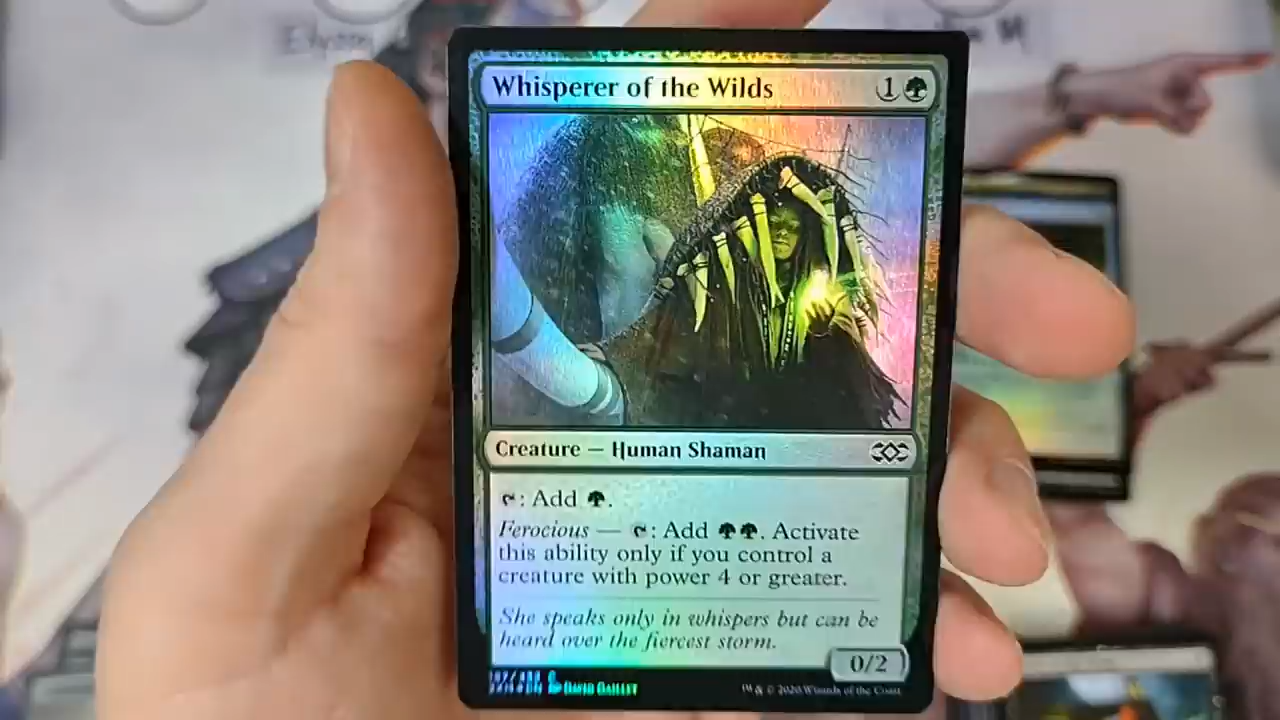 Whisperer of the Wilds 1
Creature — Human Shaman
: Add .
Ferocious — : Add . Activate
this ability only if you control a
creature with power 4 or greater.
She speaks only in whispers but can be
heard over the fiercest storm.
0/2
DAVID GAILLET
™ & © 2020 Wizards of the Coast